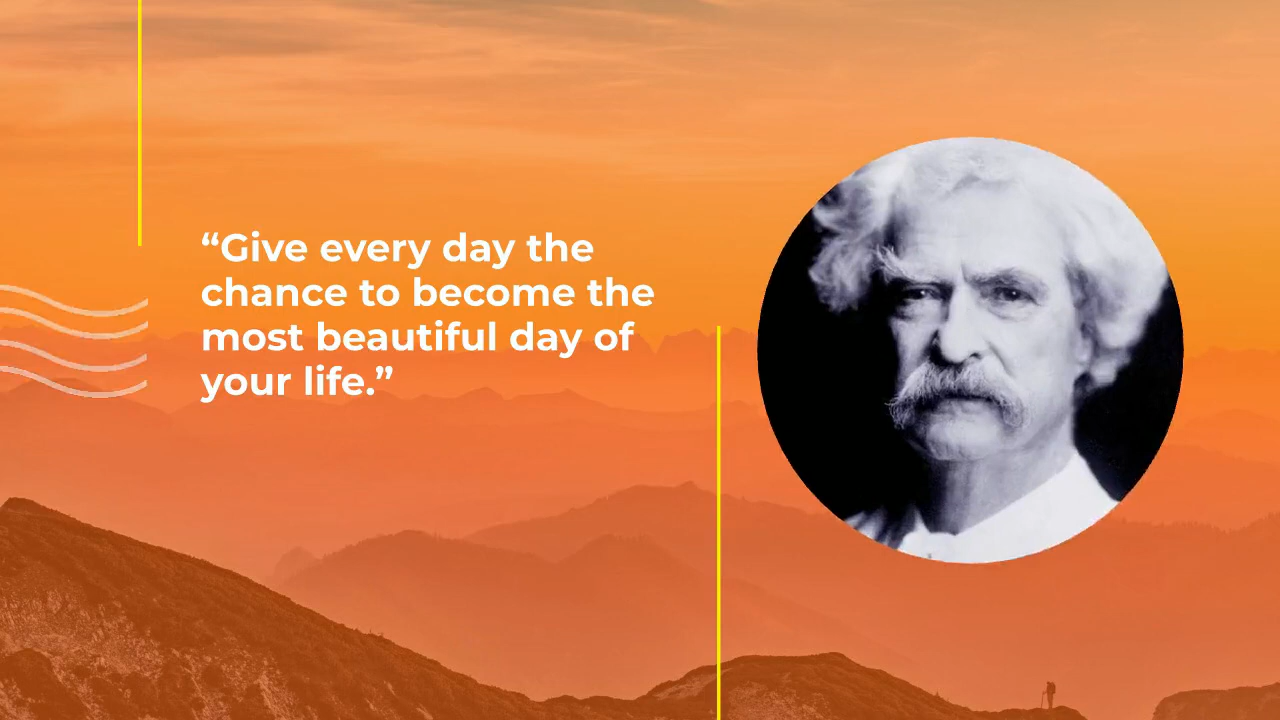 “Give every day the
chance to become the
most beautiful day of
your life.”